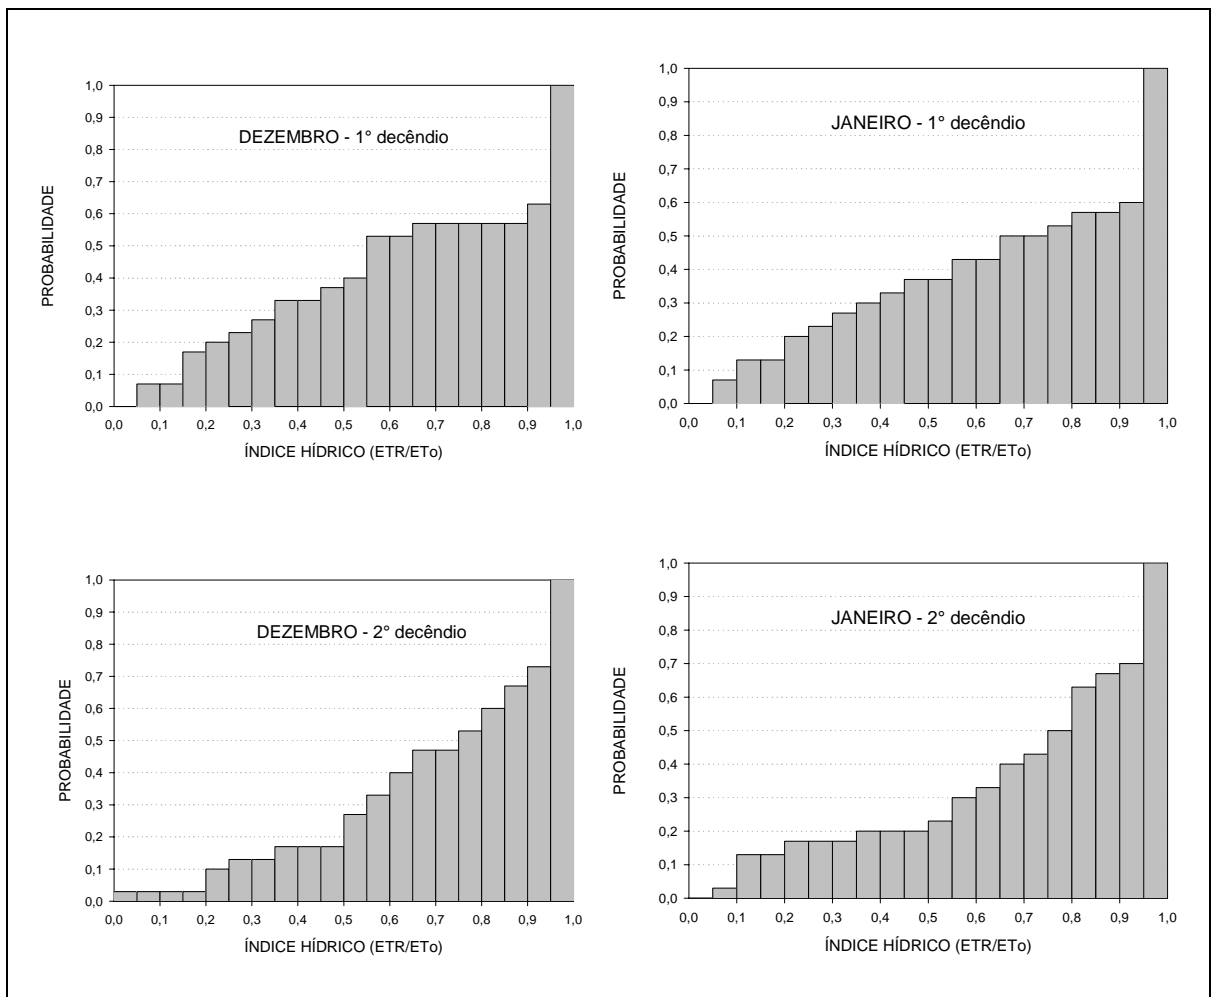 DEZEMBRO - 1° decêndio
PROBABILIDADE
1,0
0,9
0,8
0,7
0,6
0,5
0,4
0,3
0,2
0,1
0,0
0,0 0,1 0,2 0,3 0,4 0,5 0,6 0,7 0,8 0,9 1,0
ÍNDICE HÍDRICO (ETR/ETo)
JANEIRO - 1° decêndio
PROBABILIDADE
1,0
0,9
0,8
0,7
0,6
0,5
0,4
0,3
0,2
0,1
0,0
0,0 0,1 0,2 0,3 0,4 0,5 0,6 0,7 0,8 0,9 1,0
ÍNDICE HÍDRICO (ETR/ETo)
DEZEMBRO - 2° decêndio
PROBABILIDADE
1,0
0,9
0,8
0,7
0,6
0,5
0,4
0,3
0,2
0,1
0,0
0,0 0,1 0,2 0,3 0,4 0,5 0,6 0,7 0,8 0,9 1,0
ÍNDICE HÍDRICO (ETR/ETo)
JANEIRO - 2° decêndio
PROBABILIDADE
1,0
0,9
0,8
0,7
0,6
0,5
0,4
0,3
0,2
0,1
0,0
0,0 0,1 0,2 0,3 0,4 0,5 0,6 0,7 0,8 0,9 1,0
ÍNDICE HÍDRICO (ETR/ETo)